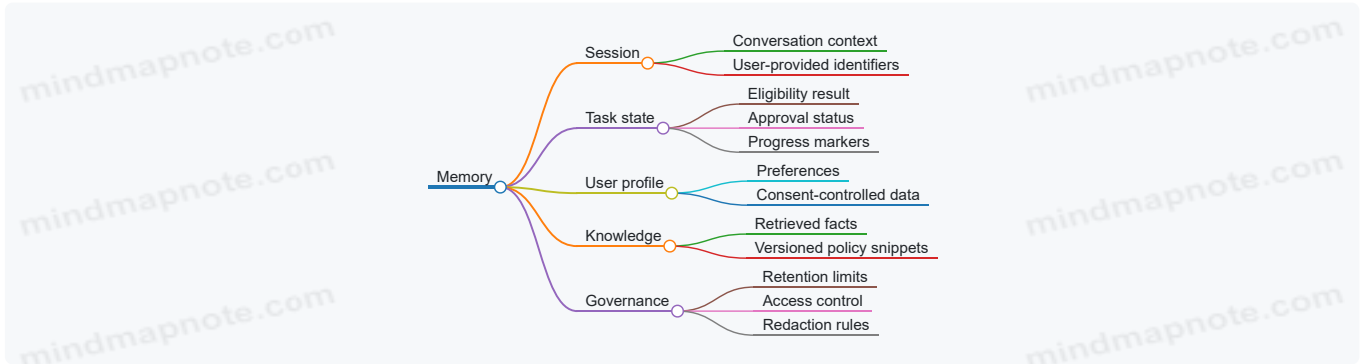 mindmapnote.com
mindmapnote.com
Memory
Session
Conversation context
User-provided identifiers
Task state
Eligibility result
Approval status
Progress markers
User profile
Preferences
Consent-controlled data
Knowledge
Retrieved facts
Versioned policy snippets
Governance
Retention limits
Access control
Redaction rules
mindmapnote.com
mindmapnote.com
mindmapnote.com
mindmapnote.com